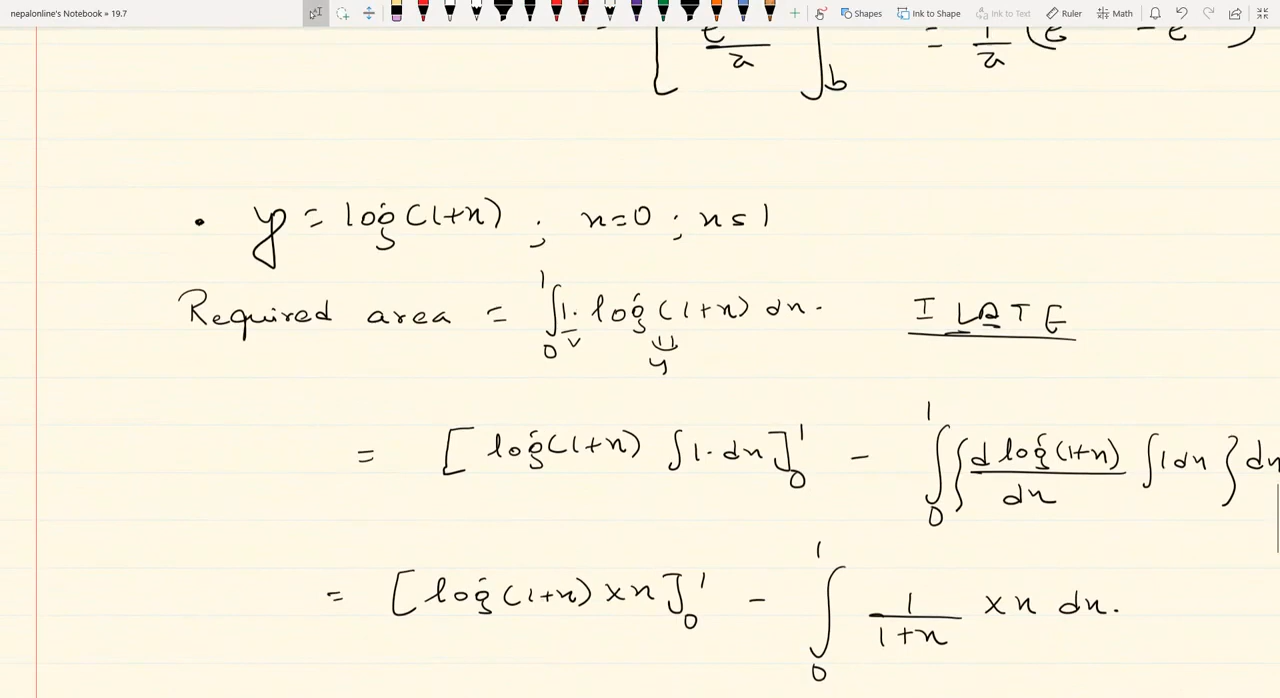 nepalonline's Notebook » 19.7
Shapes Ink to Shape Ink to Text Ruler Math
= [ e / a ] b = 1/a (e - e )
• y = log (1+x) ; x=0 ; x=1
Required area = ∫₀¹ 1. log (1+x) dx. I LATE
v u
= [ log (1+x) ∫1.dx ]₀¹ - ∫₀¹ { d log (1+x) / dx ∫1dx } dx
= [ log (1+x) × x ]₀¹ - ∫₀¹ 1/(1+x) × x dx.